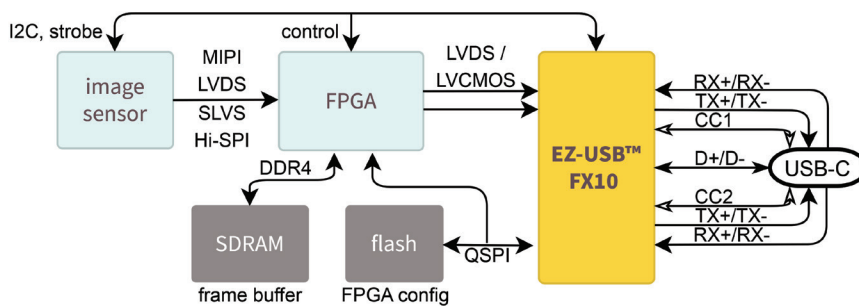 I2C, strobe
control
image
sensor
MIPI
LVDS
SLVS
Hi-SPI
FPGA
LVDS /
LVCMOS
EZ-USB™
FX10
RX+/RX-
TX+/TX-
CC1
D+/D-
USB-C
CC2
TX+/TX-
RX+/RX-
DDR4
SDRAM
flash
QSPI
frame buffer
FPGA config